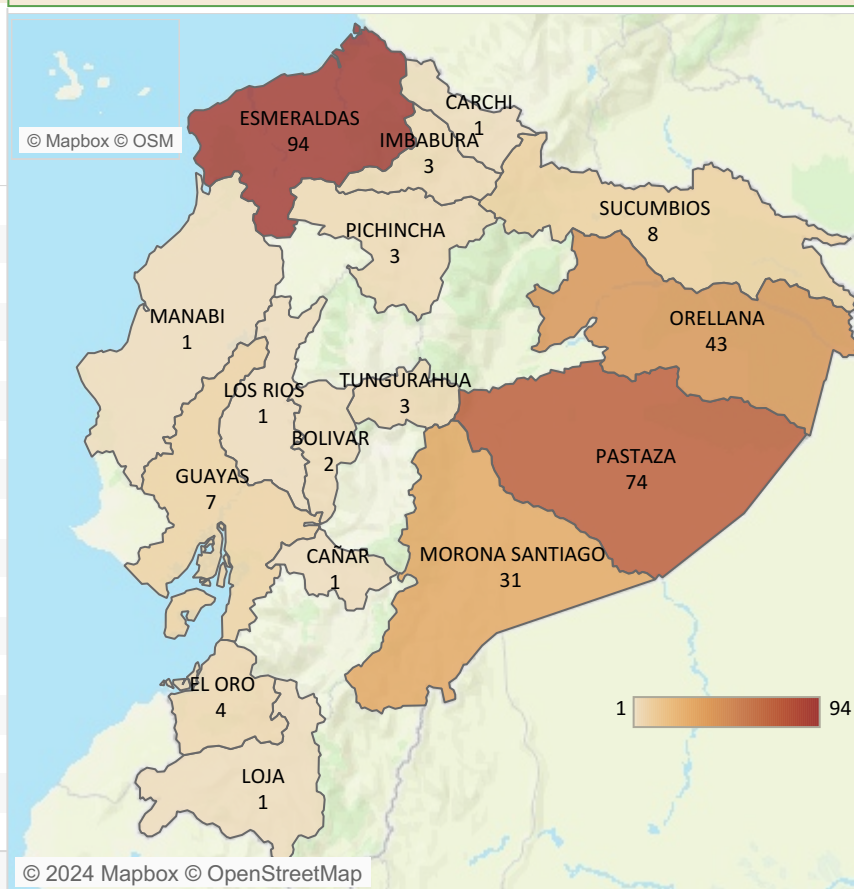 © Mapbox © OSM
ESMERALDAS
94
CARCHI
1
IMBABURA
3
SUCUMBIOS
8
PICHINCHA
3
MANABI
1
ORELLANA
43
LOS RIOS
1
TUNGURAHUA
3
BOLIVAR
2
PASTAZA
74
GUAYAS
7
CAÑAR
1
MORONA SANTIAGO
31
EL ORO
4
1 94
LOJA
1
© 2024 Mapbox © OpenStreetMap